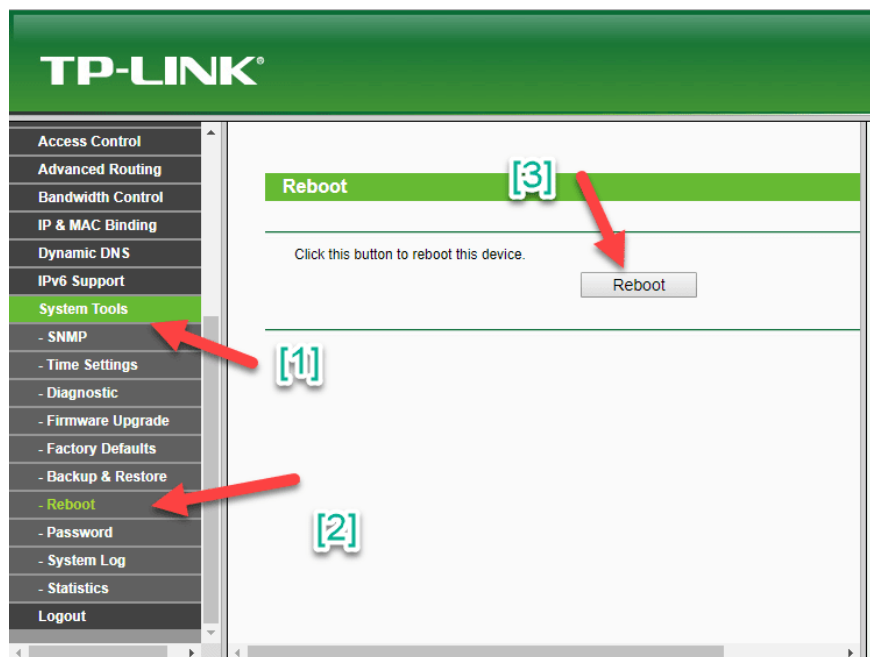 TP-LINK®
Access Control
Advanced Routing
Bandwidth Control
IP & MAC Binding
Dynamic DNS
IPv6 Support
System Tools
- SNMP
- Time Settings
- Diagnostic
- Firmware Upgrade
- Factory Defaults
- Backup & Restore
- Reboot
- Password
- System Log
- Statistics
Logout
Reboot
[3]
Click this button to reboot this device.
Reboot
[1]
[2]